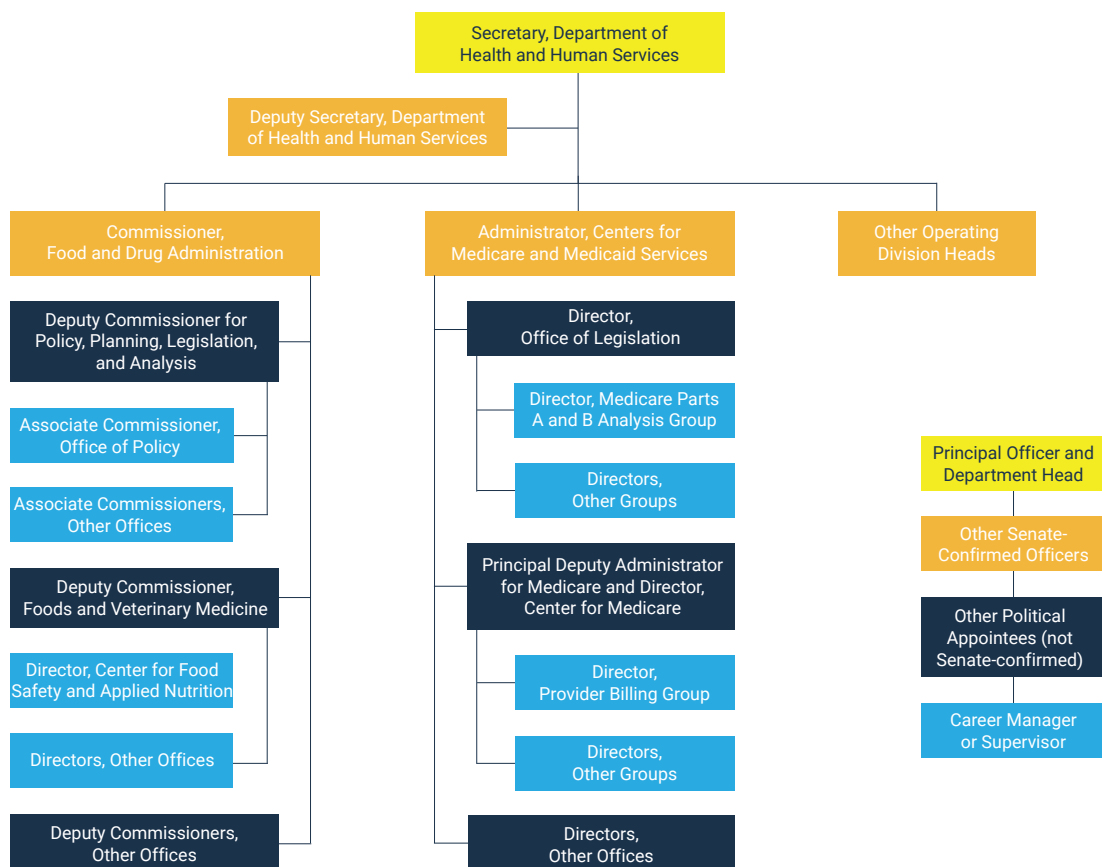 Secretary, Department of
Health and Human Services
Deputy Secretary, Department
of Health and Human Services
Commissioner,
Food and Drug Administration
Administrator, Centers for
Medicare and Medicaid Services
Other Operating
Division Heads
Deputy Commissioner for
Policy, Planning, Legislation,
and Analysis
Associate Commissioner,
Office of Policy
Associate Commissioners,
Other Offices
Deputy Commissioner,
Foods and Veterinary Medicine
Director, Center for Food
Safety and Applied Nutrition
Directors, Other Offices
Deputy Commissioners,
Other Offices
Director,
Office of Legislation
Director, Medicare Parts
A and B Analysis Group
Directors,
Other Groups
Principal Deputy Administrator
for Medicare and Director,
Center for Medicare
Director,
Provider Billing Group
Directors,
Other Groups
Directors,
Other Offices
Principal Officer and
Department Head
Other Senate-
Confirmed Officers
Other Political
Appointees (not
Senate-confirmed)
Career Manager
or Supervisor